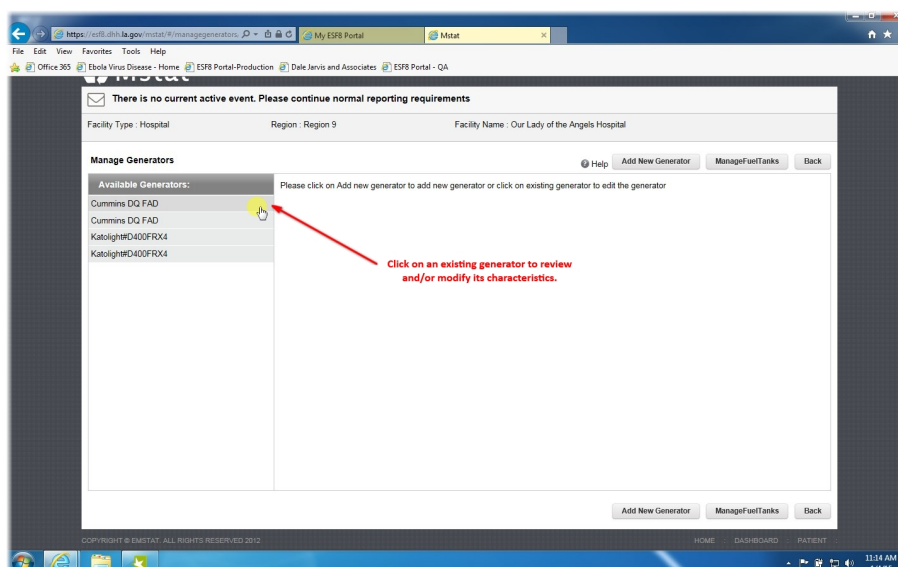 https://esf8.dhh.la.gov/mstat/#/managegenerators.
My ESF8 Portal
Mstat
File Edit View Favorites Tools Help
Office 365 Ebola Virus Disease - Home ESF8 Portal-Production Dale Jarvis and Associates ESF8 Portal - QA
Mstat
There is no current active event. Please continue normal reporting requirements
Facility Type : Hospital Region : Region 9 Facility Name : Our Lady of the Angels Hospital
Manage Generators
Help Add New Generator ManageFuelTanks Back
Available Generators:
Please click on Add new generator to add new generator or click on existing generator to edit the generator
Cummins DQ FAD
Cummins DQ FAD
Katolight#D400FRX4
Katolight#D400FRX4
Click on an existing generator to review
and/or modify its characteristics.
Add New Generator ManageFuelTanks Back
COPYRIGHT © EMSTAT. ALL RIGHTS RESERVED 2012
HOME : DASHBOARD : PATIENT :
11:14 AM